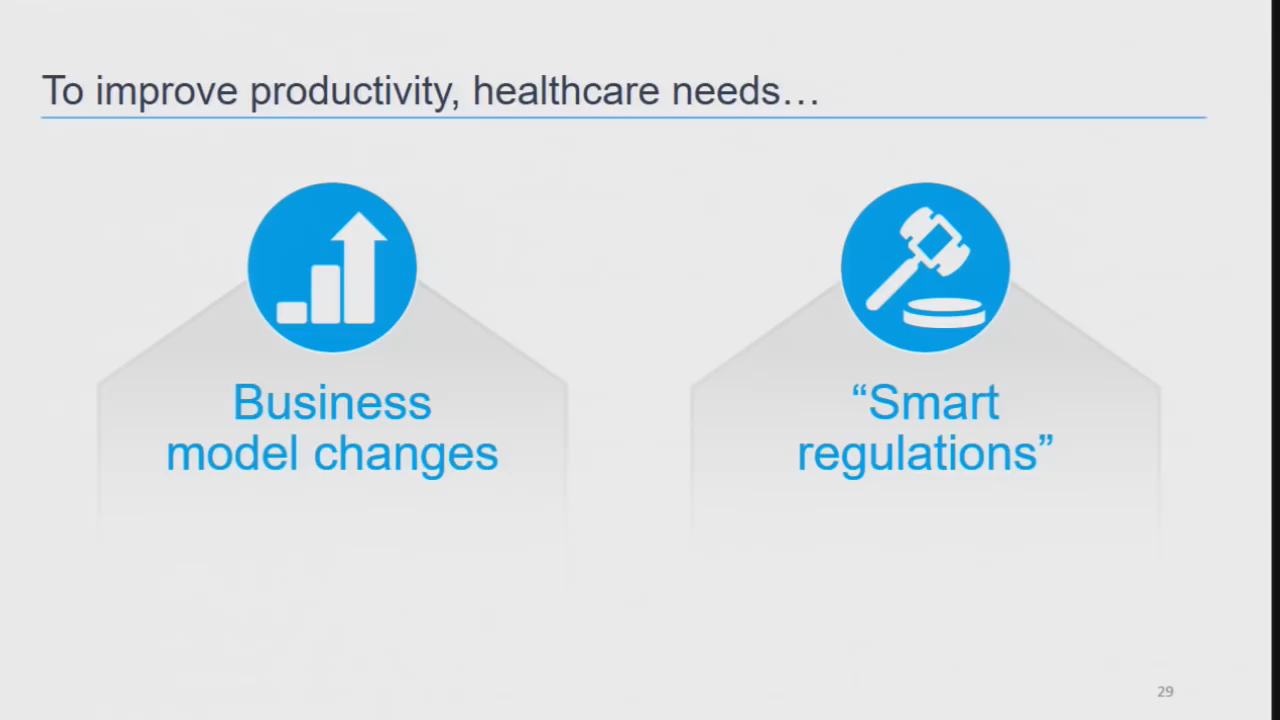 To improve productivity, healthcare needs…
Business
model changes
“Smart
regulations”
29